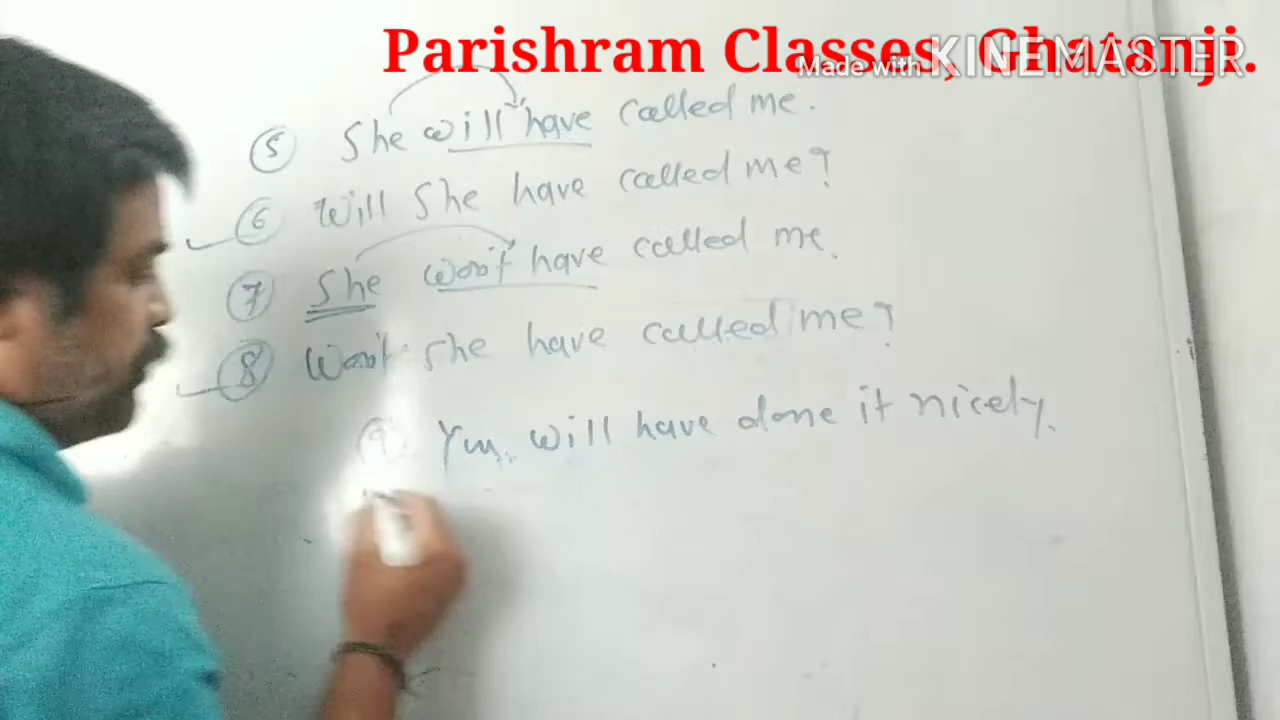 Parishram Classes, Ghatanji.
Made with KINEMASTER
5 She will have called me.
6 Will She have called me?
7 She won't have called me.
8 Won't she have called me?
9 You will have done it nicely.